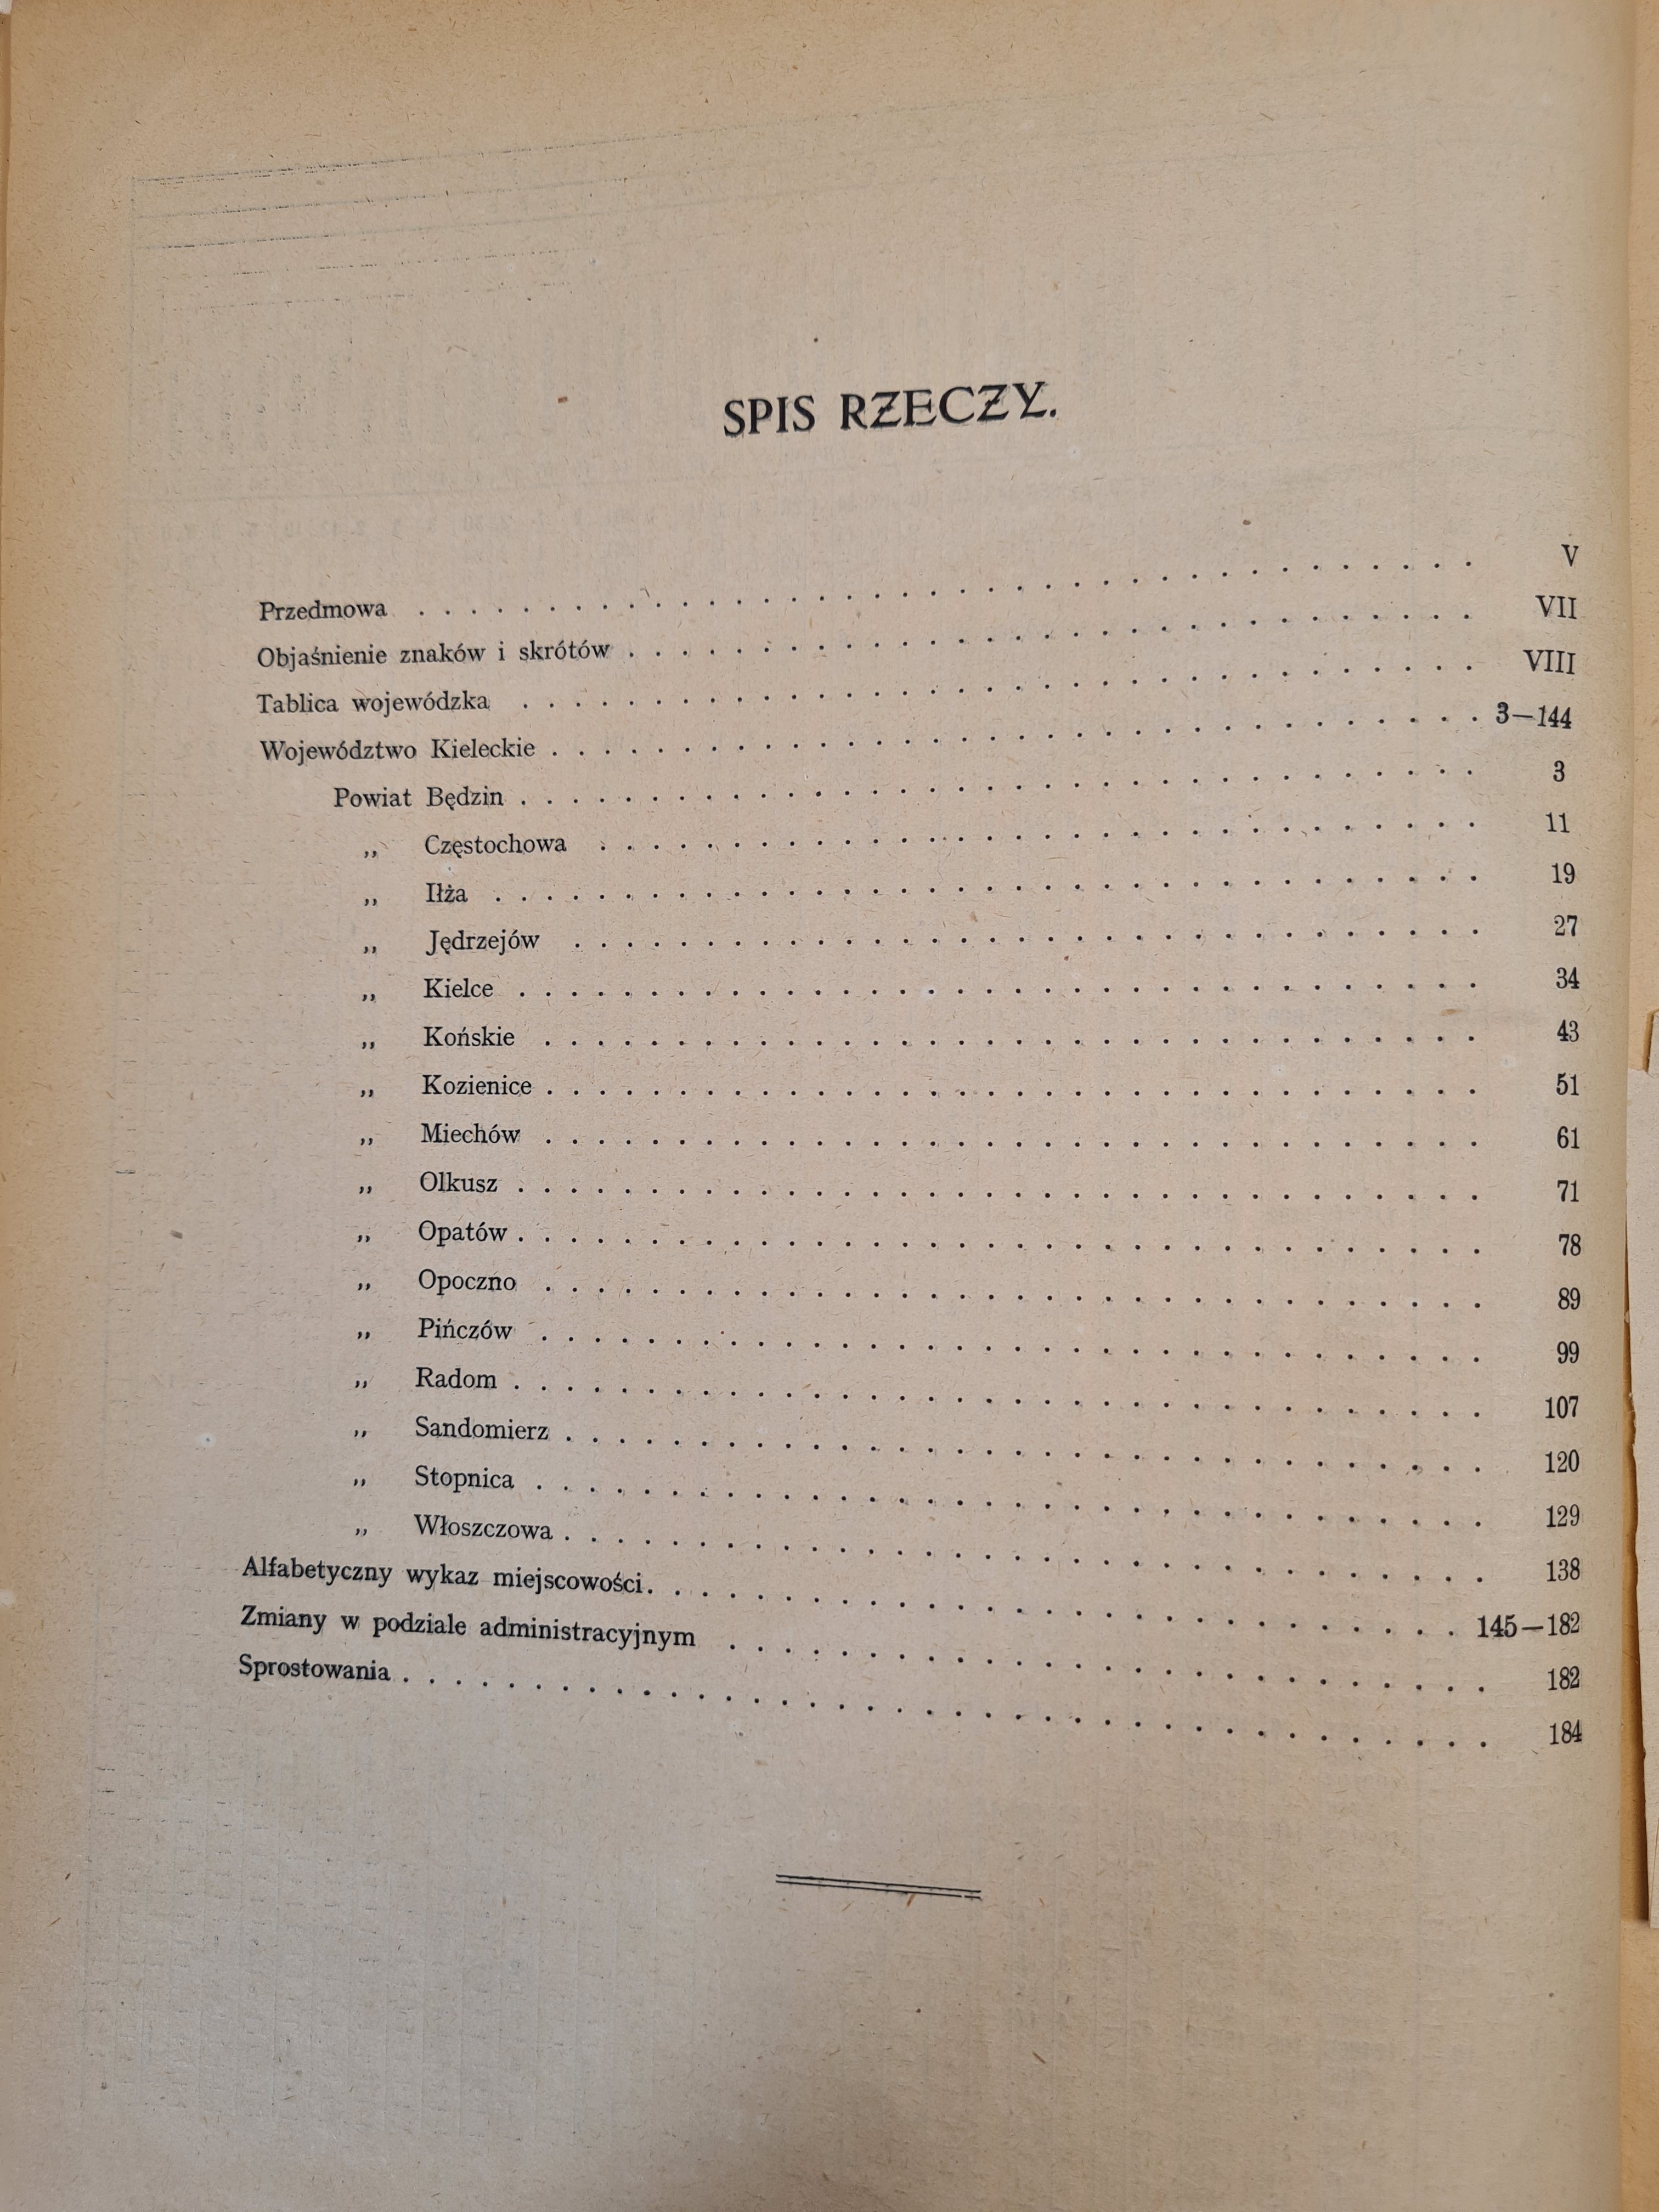 SPIS RZECZY.
Przedmowa . . . . . . . . . . . . . . . . . . . . V
Objaśnienie znaków i skrótów . . . . . . . . . . . . . . . . . . . . VII
Tablica wojewódzka . . . . . . . . . . . . . . . . . . . . VIII
Województwo Kieleckie . . . . . . . . . . . . . . . . . . . . 3—144
Powiat Będzin . . . . . . . . . . . . . . . . . . . . 3
„ Częstochowa . . . . . . . . . . . . . . . . . . . . 11
„ Iłża . . . . . . . . . . . . . . . . . . . . 19
„ Jędrzejów . . . . . . . . . . . . . . . . . . . . 27
„ Kielce . . . . . . . . . . . . . . . . . . . . 34
„ Końskie . . . . . . . . . . . . . . . . . . . . 43
„ Kozienice . . . . . . . . . . . . . . . . . . . . 51
„ Miechów . . . . . . . . . . . . . . . . . . . . 61
„ Olkusz . . . . . . . . . . . . . . . . . . . . 71
„ Opatów . . . . . . . . . . . . . . . . . . . . 78
„ Opoczno . . . . . . . . . . . . . . . . . . . . 89
„ Pińczów . . . . . . . . . . . . . . . . . . . . 99
„ Radom . . . . . . . . . . . . . . . . . . . . 107
„ Sandomierz . . . . . . . . . . . . . . . . . . . . 120
„ Stopnica . . . . . . . . . . . . . . . . . . . . 129
„ Włoszczowa . . . . . . . . . . . . . . . . . . . . 138
Alfabetyczny wykaz miejscowości . . . . . . . . . . . . . . . . . . . . 145—182
Zmiany w podziale administracyjnym . . . . . . . . . . . . . . . . . . . . 182
Sprostowania . . . . . . . . . . . . . . . . . . . . 184